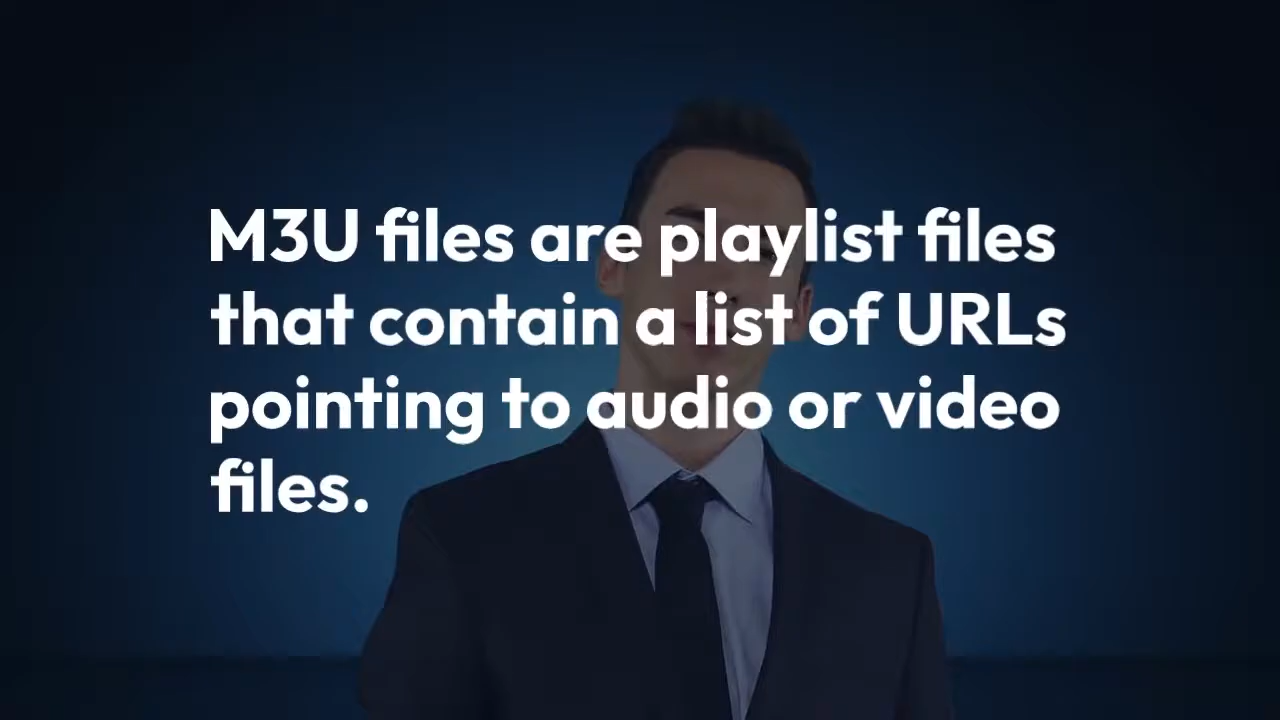 M3U files are playlist files
that contain a list of URLs
pointing to audio or video
files.